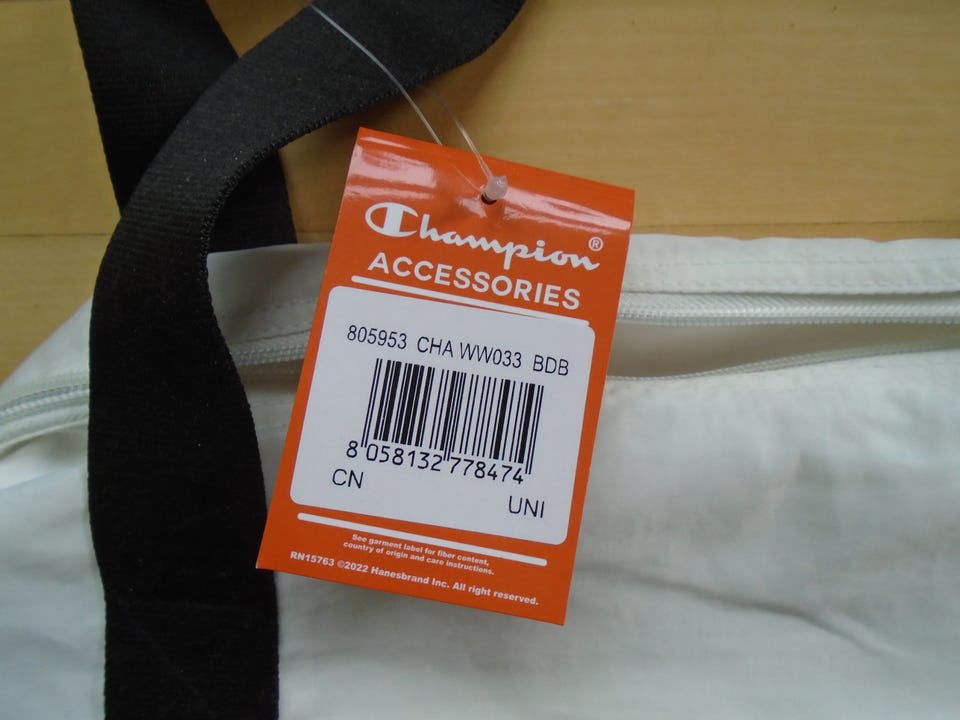 Champion®
ACCESSORIES
805953 CHA WW033 BDB
8 058132 778474
CN
UNI
See garment label for fiber content,
country of origin and care instructions.
RN15763 ©2022 Hanesbrand Inc. All right reserved.